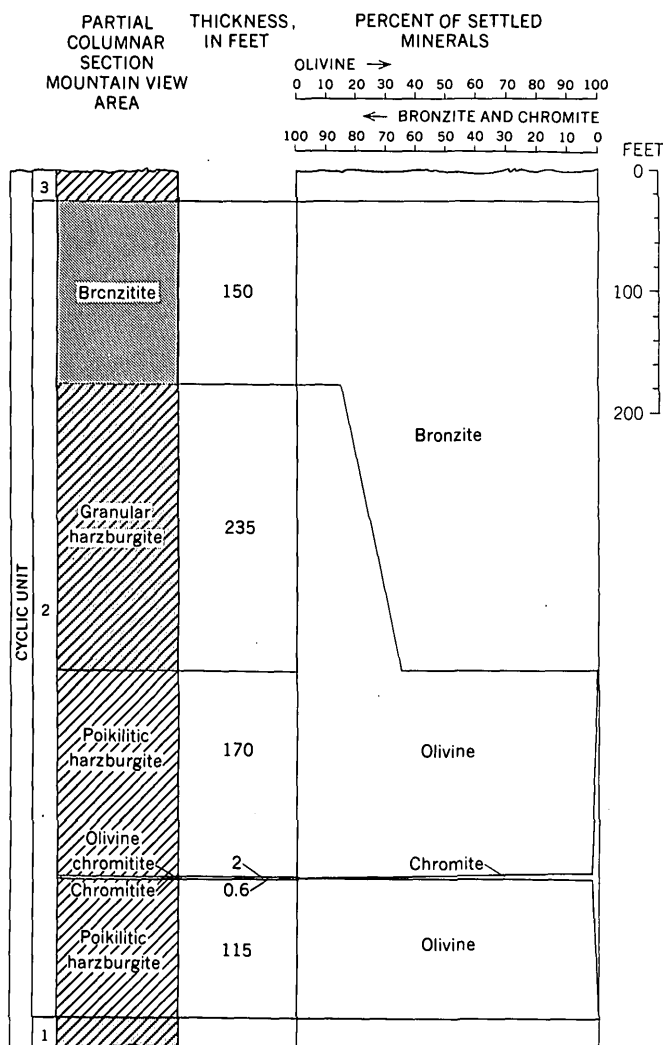 PARTIAL
COLUMNAR
SECTION
MOUNTAIN VIEW
AREA
THICKNESS,
IN FEET
PERCENT OF SETTLED
MINERALS
OLIVINE →
0 10 20 30 40 50 60 70 80 90 100
← BRONZITE AND CHROMITE
100 90 80 70 60 50 40 30 20 10 0
FEET
0
100
200
CYCLIC UNIT
3
2
1
Bronzitite
150
Bronzite
Granular
harzburgite
235
Poikilitic
harzburgite
170
Olivine
Olivine
chromitite
2
Chromite
Chromitite
0.6
Poikilitic
harzburgite
115
Olivine